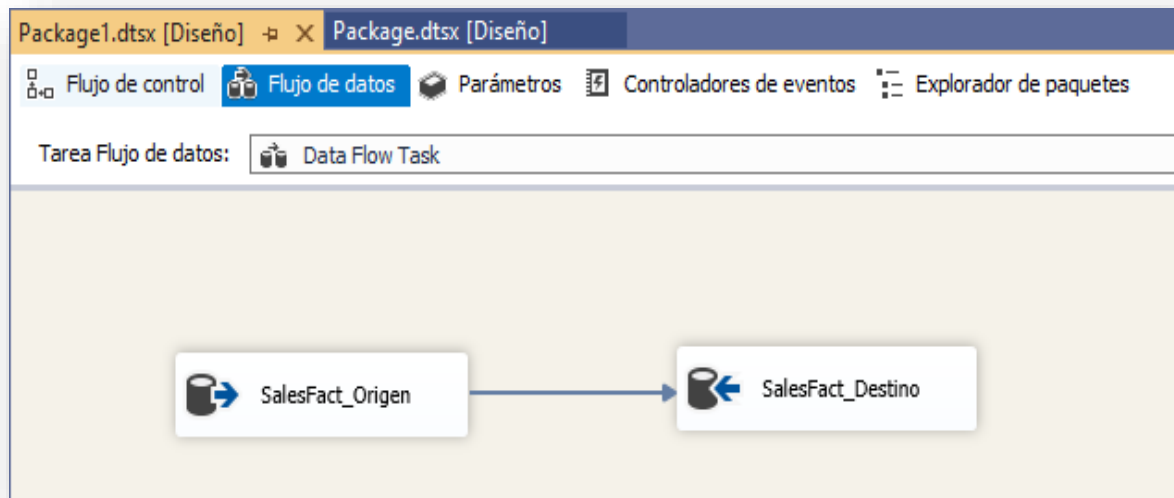 Package1.dtsx [Diseño] Package.dtsx [Diseño]
Flujo de control Flujo de datos Parámetros Controladores de eventos Explorador de paquetes
Tarea Flujo de datos: Data Flow Task
SalesFact_Origen SalesFact_Destino